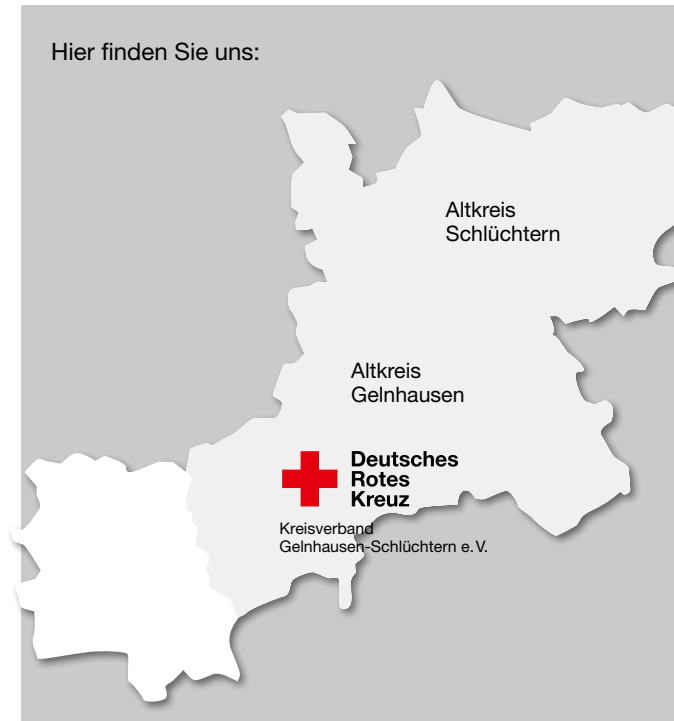 Hier finden Sie uns:
Altkreis
Schlüchtern
Altkreis
Gelnhausen
Deutsches
Rotes
Kreuz
Kreisverband
Gelnhausen-Schlüchtern e. V.